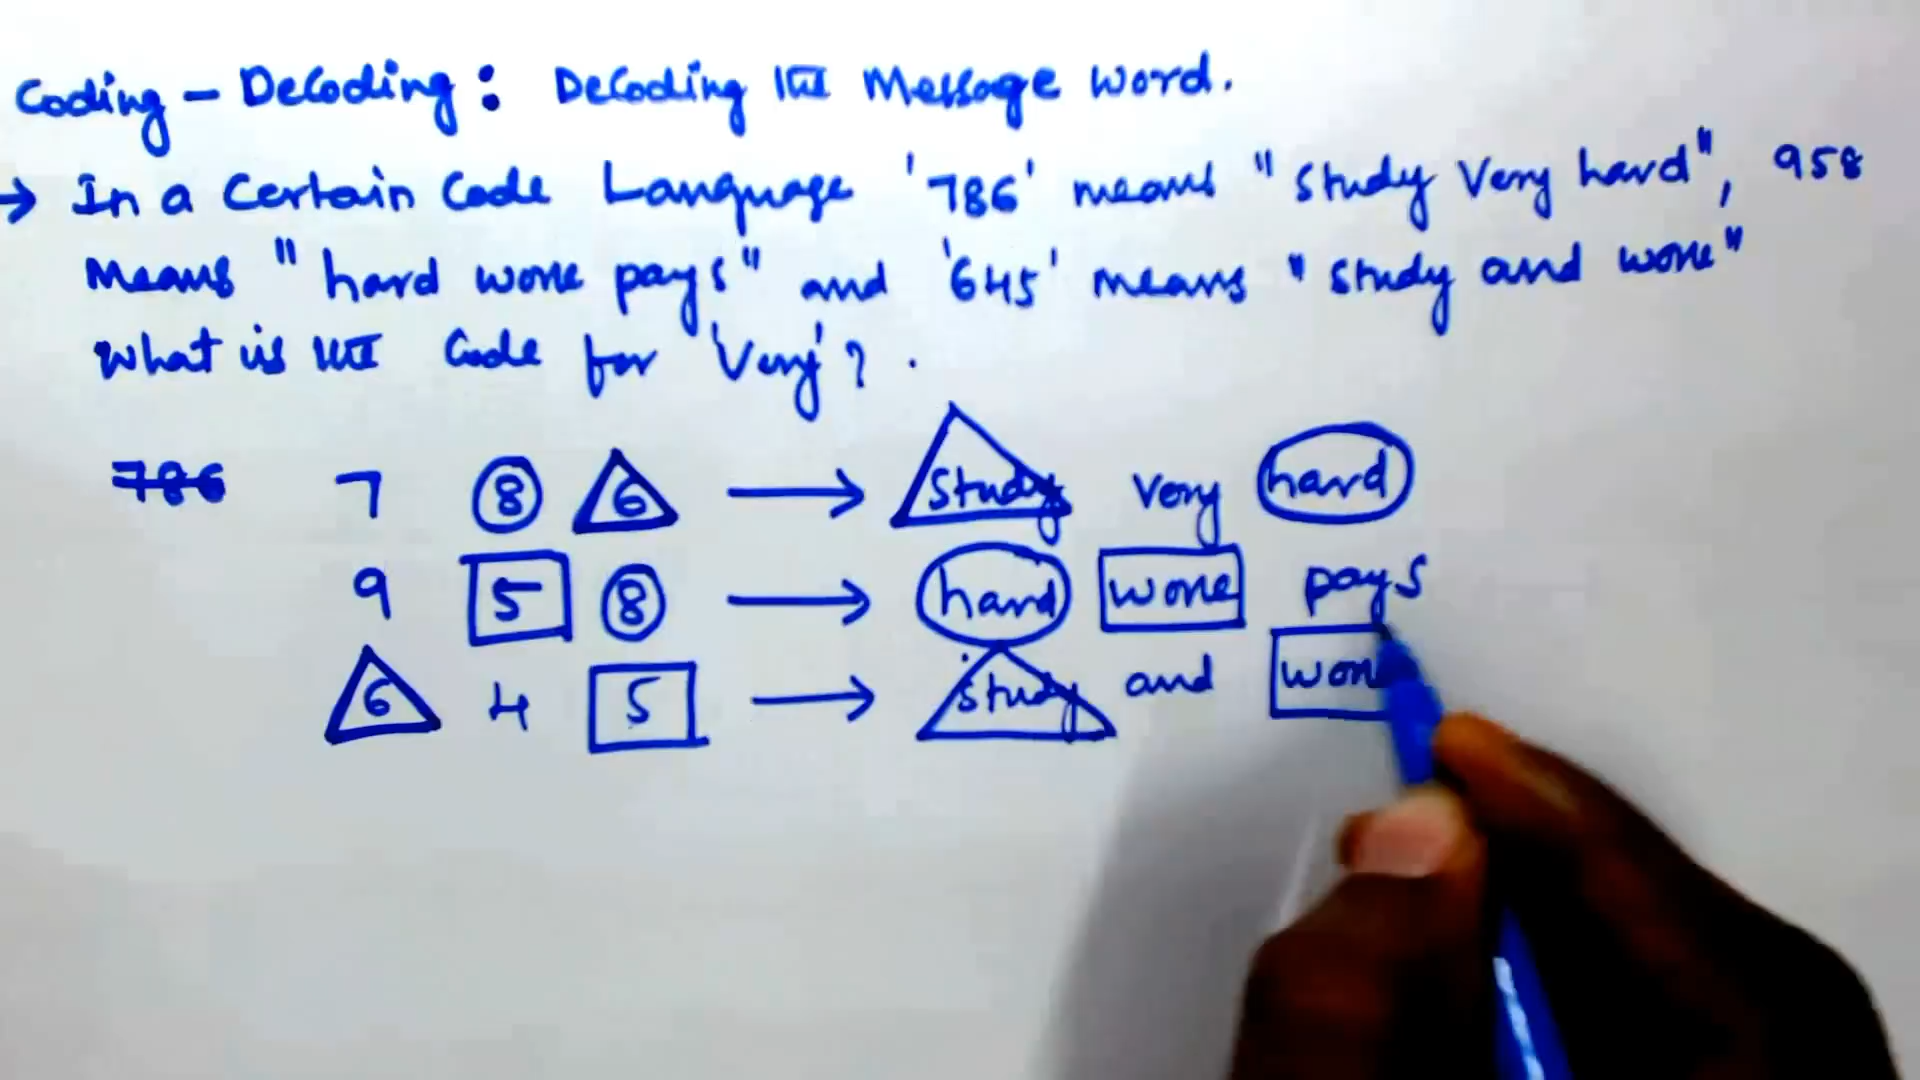 Coding - Decoding : Decoding the Message word.
→ In a Certain Code Language '786' means "Study Very hard", 958
Means "hard work pays" and '645' means "Study and work"
What is the Code for 'Very'? .
786 7 8 6 → Study very hard
9 5 8 → hard work pays
6 4 5 → study and work